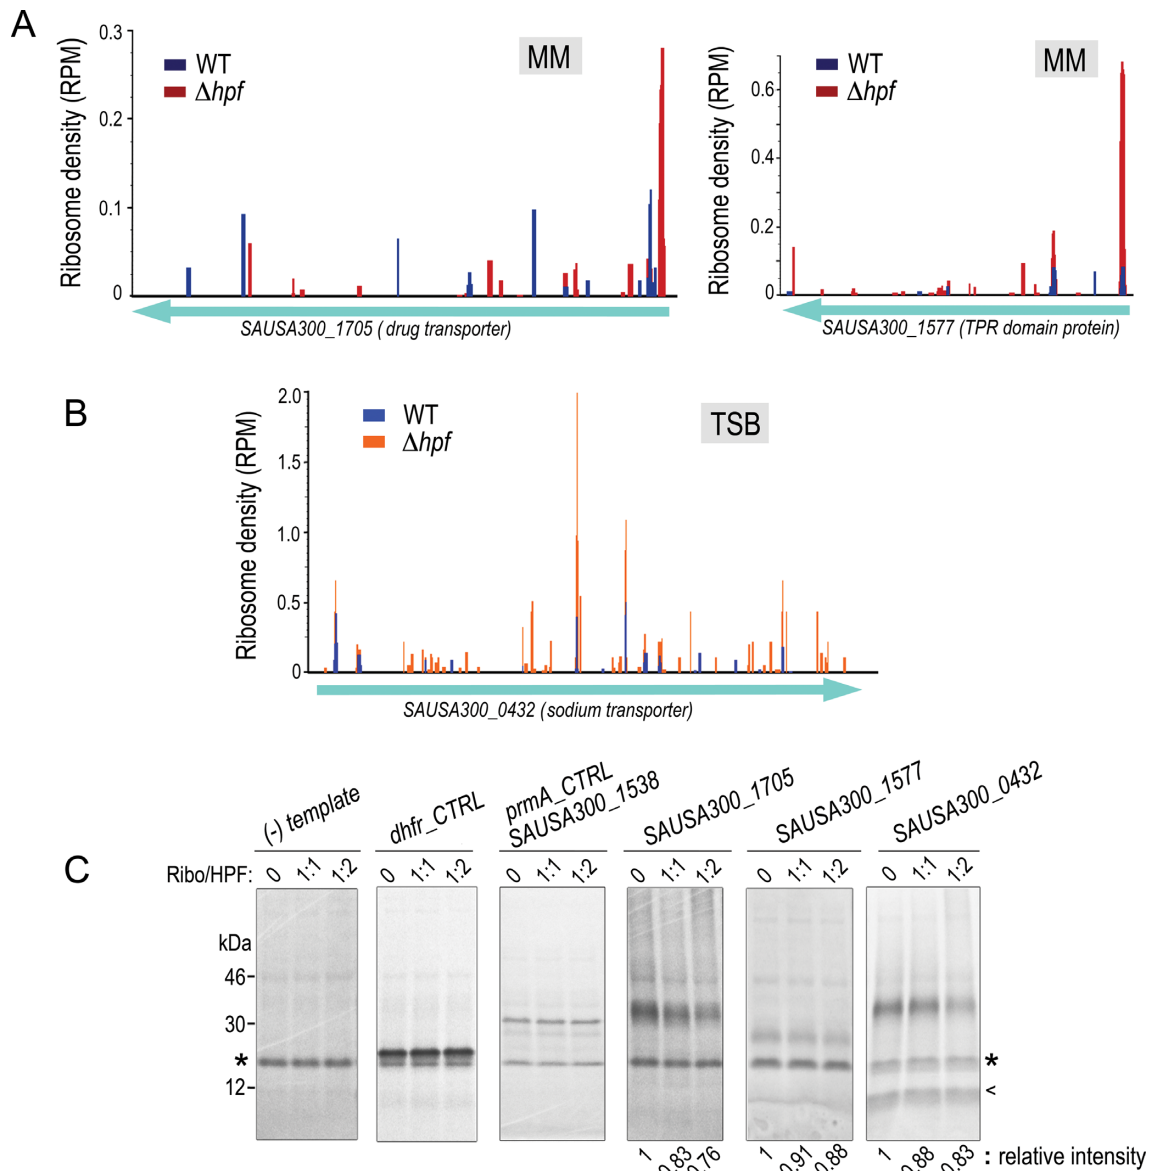 A
Ribosome density (RPM)
0.3
0.2
0.1
0
WT
Δhpf
MM
SAUSA300_1705 (drug transporter)
Ribosome density (RPM)
0.6
0.4
0.2
0
WT
Δhpf
MM
SAUSA300_1577 (TPR domain protein)
B
Ribosome density (RPM)
2.0
1.5
1.0
0.5
0
WT
Δhpf
TSB
SAUSA300_0432 (sodium transporter)
C
(-) template
dhfr_CTRL
prmA_CTRL
SAUSA300_1538
SAUSA300_1705
SAUSA300_1577
SAUSA300_0432
Ribo/HPF: 0 1:1 1:2 0 1:1 1:2 0 1:1 1:2 0 1:1 1:2 0 1:1 1:2 0 1:1 1:2
kDa
46
30
* *
12 <
1 0.83 0.76 1 0.91 0.88 1 0.88 0.83 : relative intensity